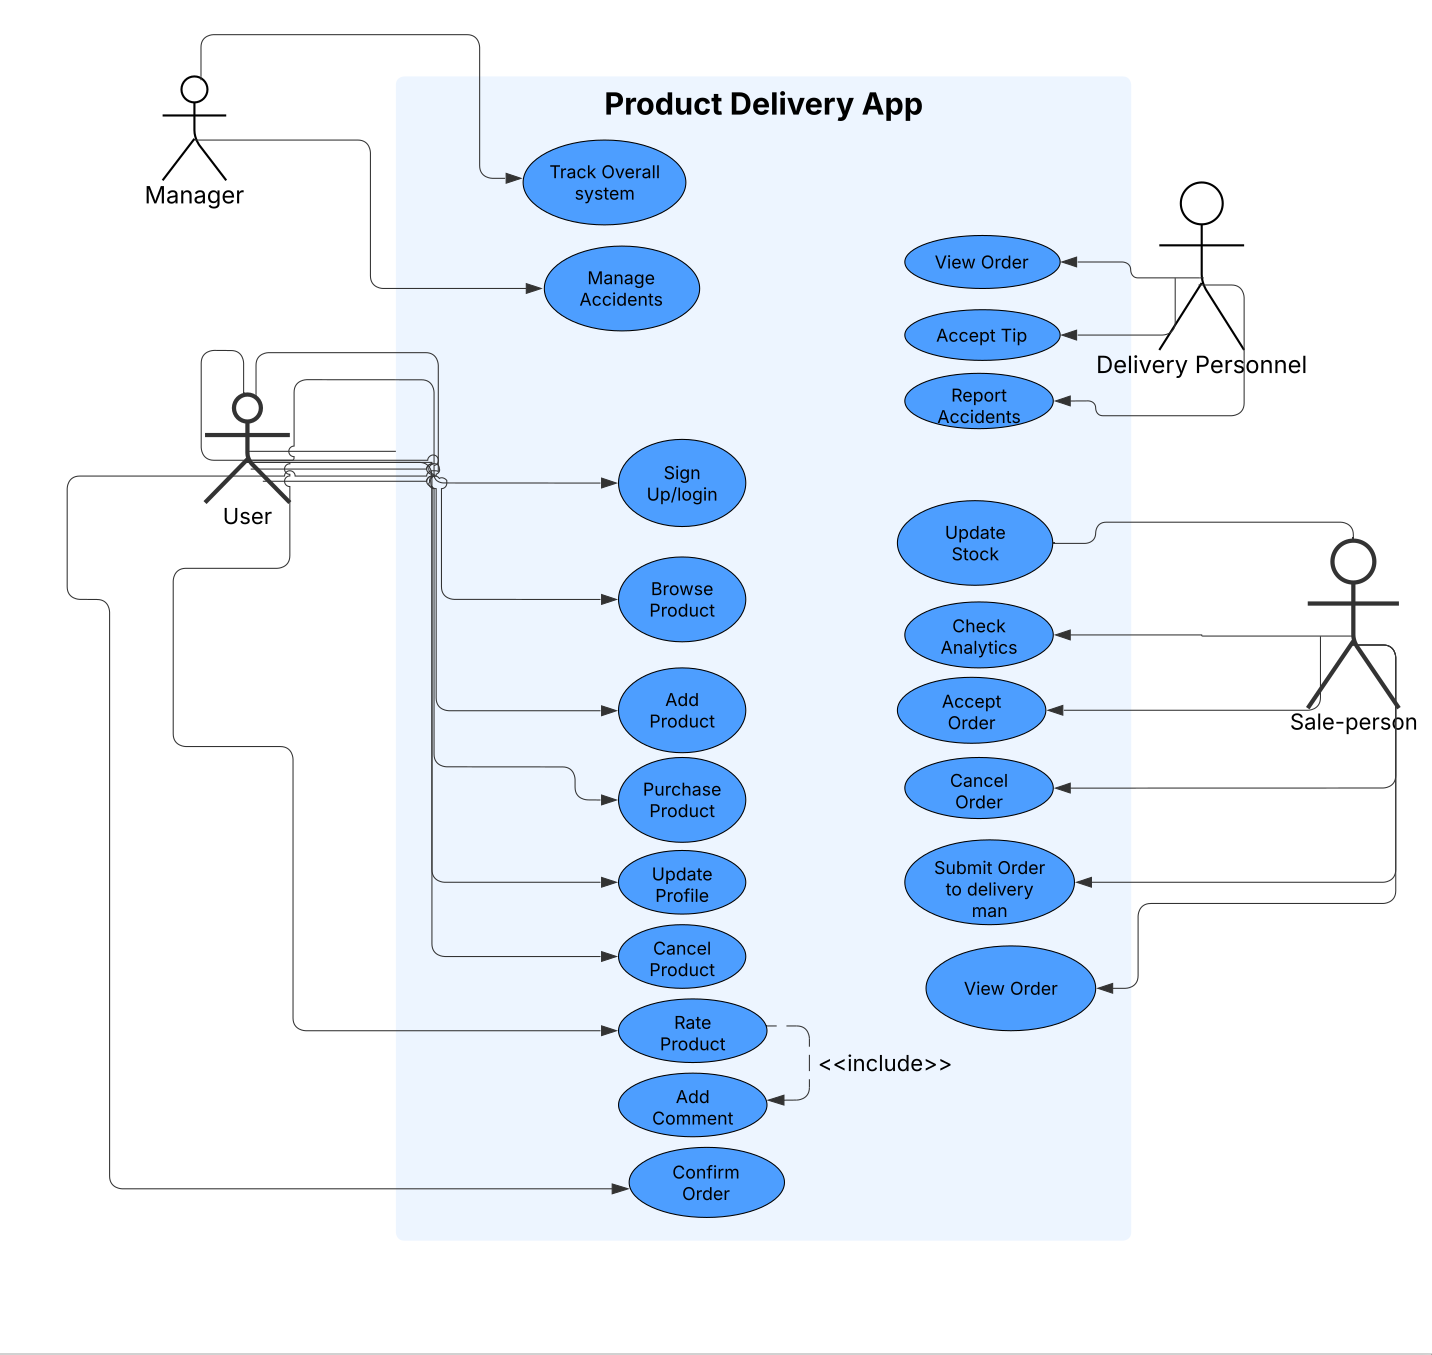 Product Delivery App
Manager
Track Overall
system
Manage
Accidents
View Order
Accept Tip
Report
Accidents
Delivery Personnel
User
Sign
Up/login
Browse
Product
Add
Product
Purchase
Product
Update
Profile
Cancel
Product
Rate
Product
<<include>>
Add
Comment
Confirm
Order
Update
Stock
Check
Analytics
Accept
Order
Cancel
Order
Submit Order
to delivery
man
View Order
Sale-person